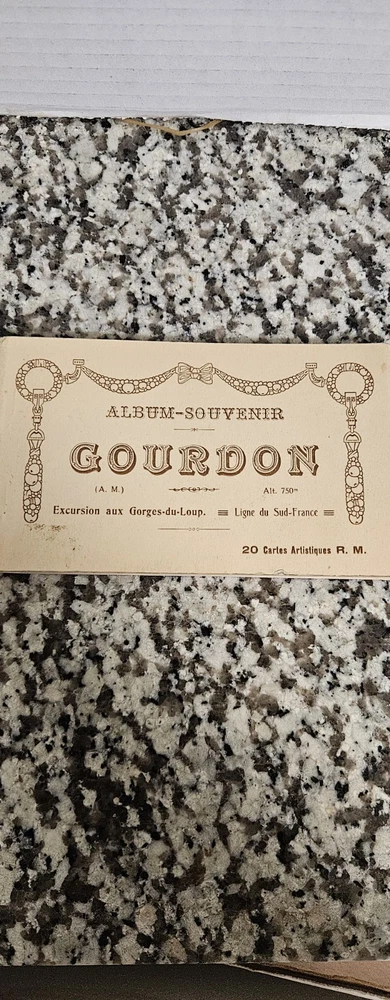 ALBUM-SOUVENIR
GOURDON
(A. M.) Alt. 750m
Excursion aux Gorges-du-Loup. Ligne du Sud-France
20 Cartes Artistiques R. M.